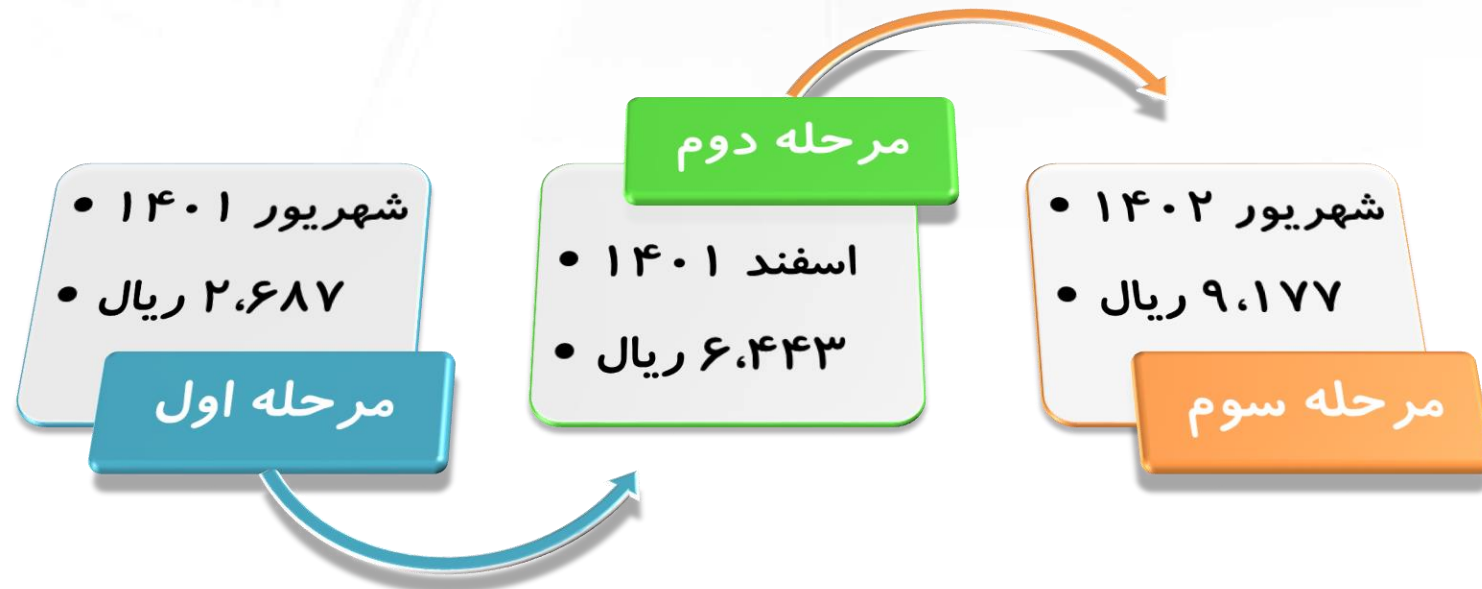 مرحله اول
شهریور ۱۴۰۱
۲،۶۸۷ ریال
مرحله دوم
اسفند ۱۴۰۱
۶،۴۴۳ ریال
مرحله سوم
شهریور ۱۴۰۲
۹،۱۷۷ ریال